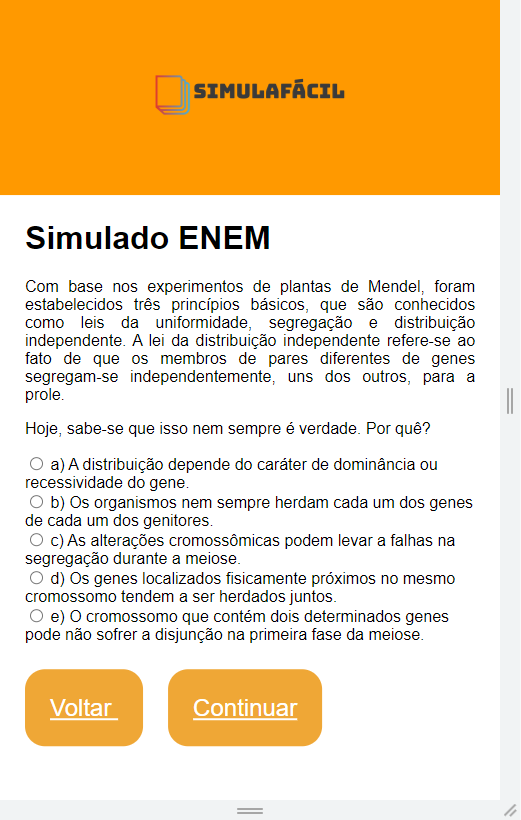 SIMULAFÁCIL
Simulado ENEM
Com base nos experimentos de plantas de Mendel, foram
estabelecidos três princípios básicos, que são conhecidos
como leis da uniformidade, segregação e distribuição
independente. A lei da distribuição independente refere-se ao
fato de que os membros de pares diferentes de genes
segregam-se independentemente, uns dos outros, para a
prole.
Hoje, sabe-se que isso nem sempre é verdade. Por quê?
a) A distribuição depende do caráter de dominância ou
recessividade do gene.
b) Os organismos nem sempre herdam cada um dos genes
de cada um dos genitores.
c) As alterações cromossômicas podem levar a falhas na
segregação durante a meiose.
d) Os genes localizados fisicamente próximos no mesmo
cromossomo tendem a ser herdados juntos.
e) O cromossomo que contém dois determinados genes
pode não sofrer a disjunção na primeira fase da meiose.
Voltar
Continuar